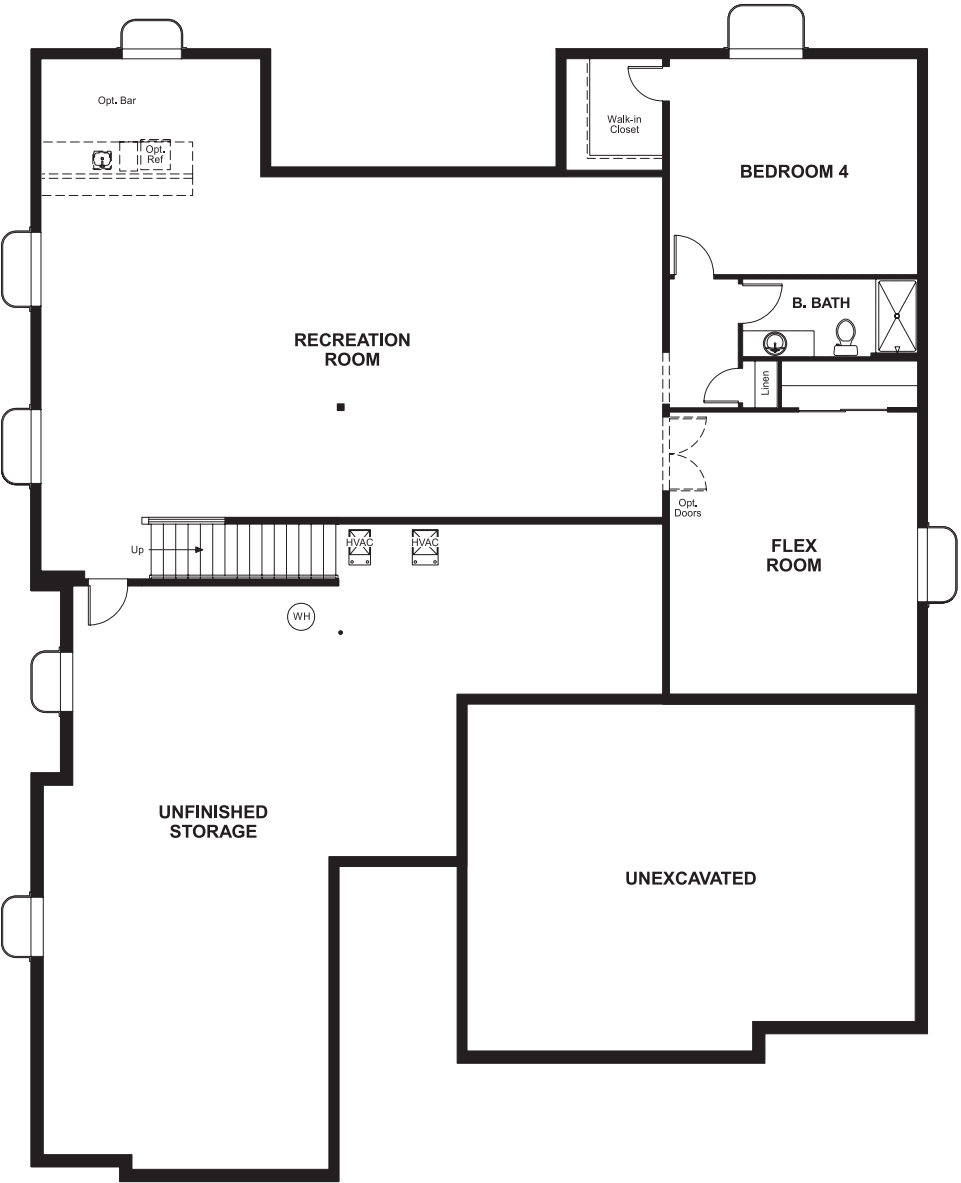 Opt. Bar
Opt.
Ref
Walk-in
Closet
BEDROOM 4
B. BATH
RECREATION
ROOM
Linen
Opt.
Doors
Up
HVAC
HVAC
FLEX
ROOM
WH
UNFINISHED
STORAGE
UNEXCAVATED